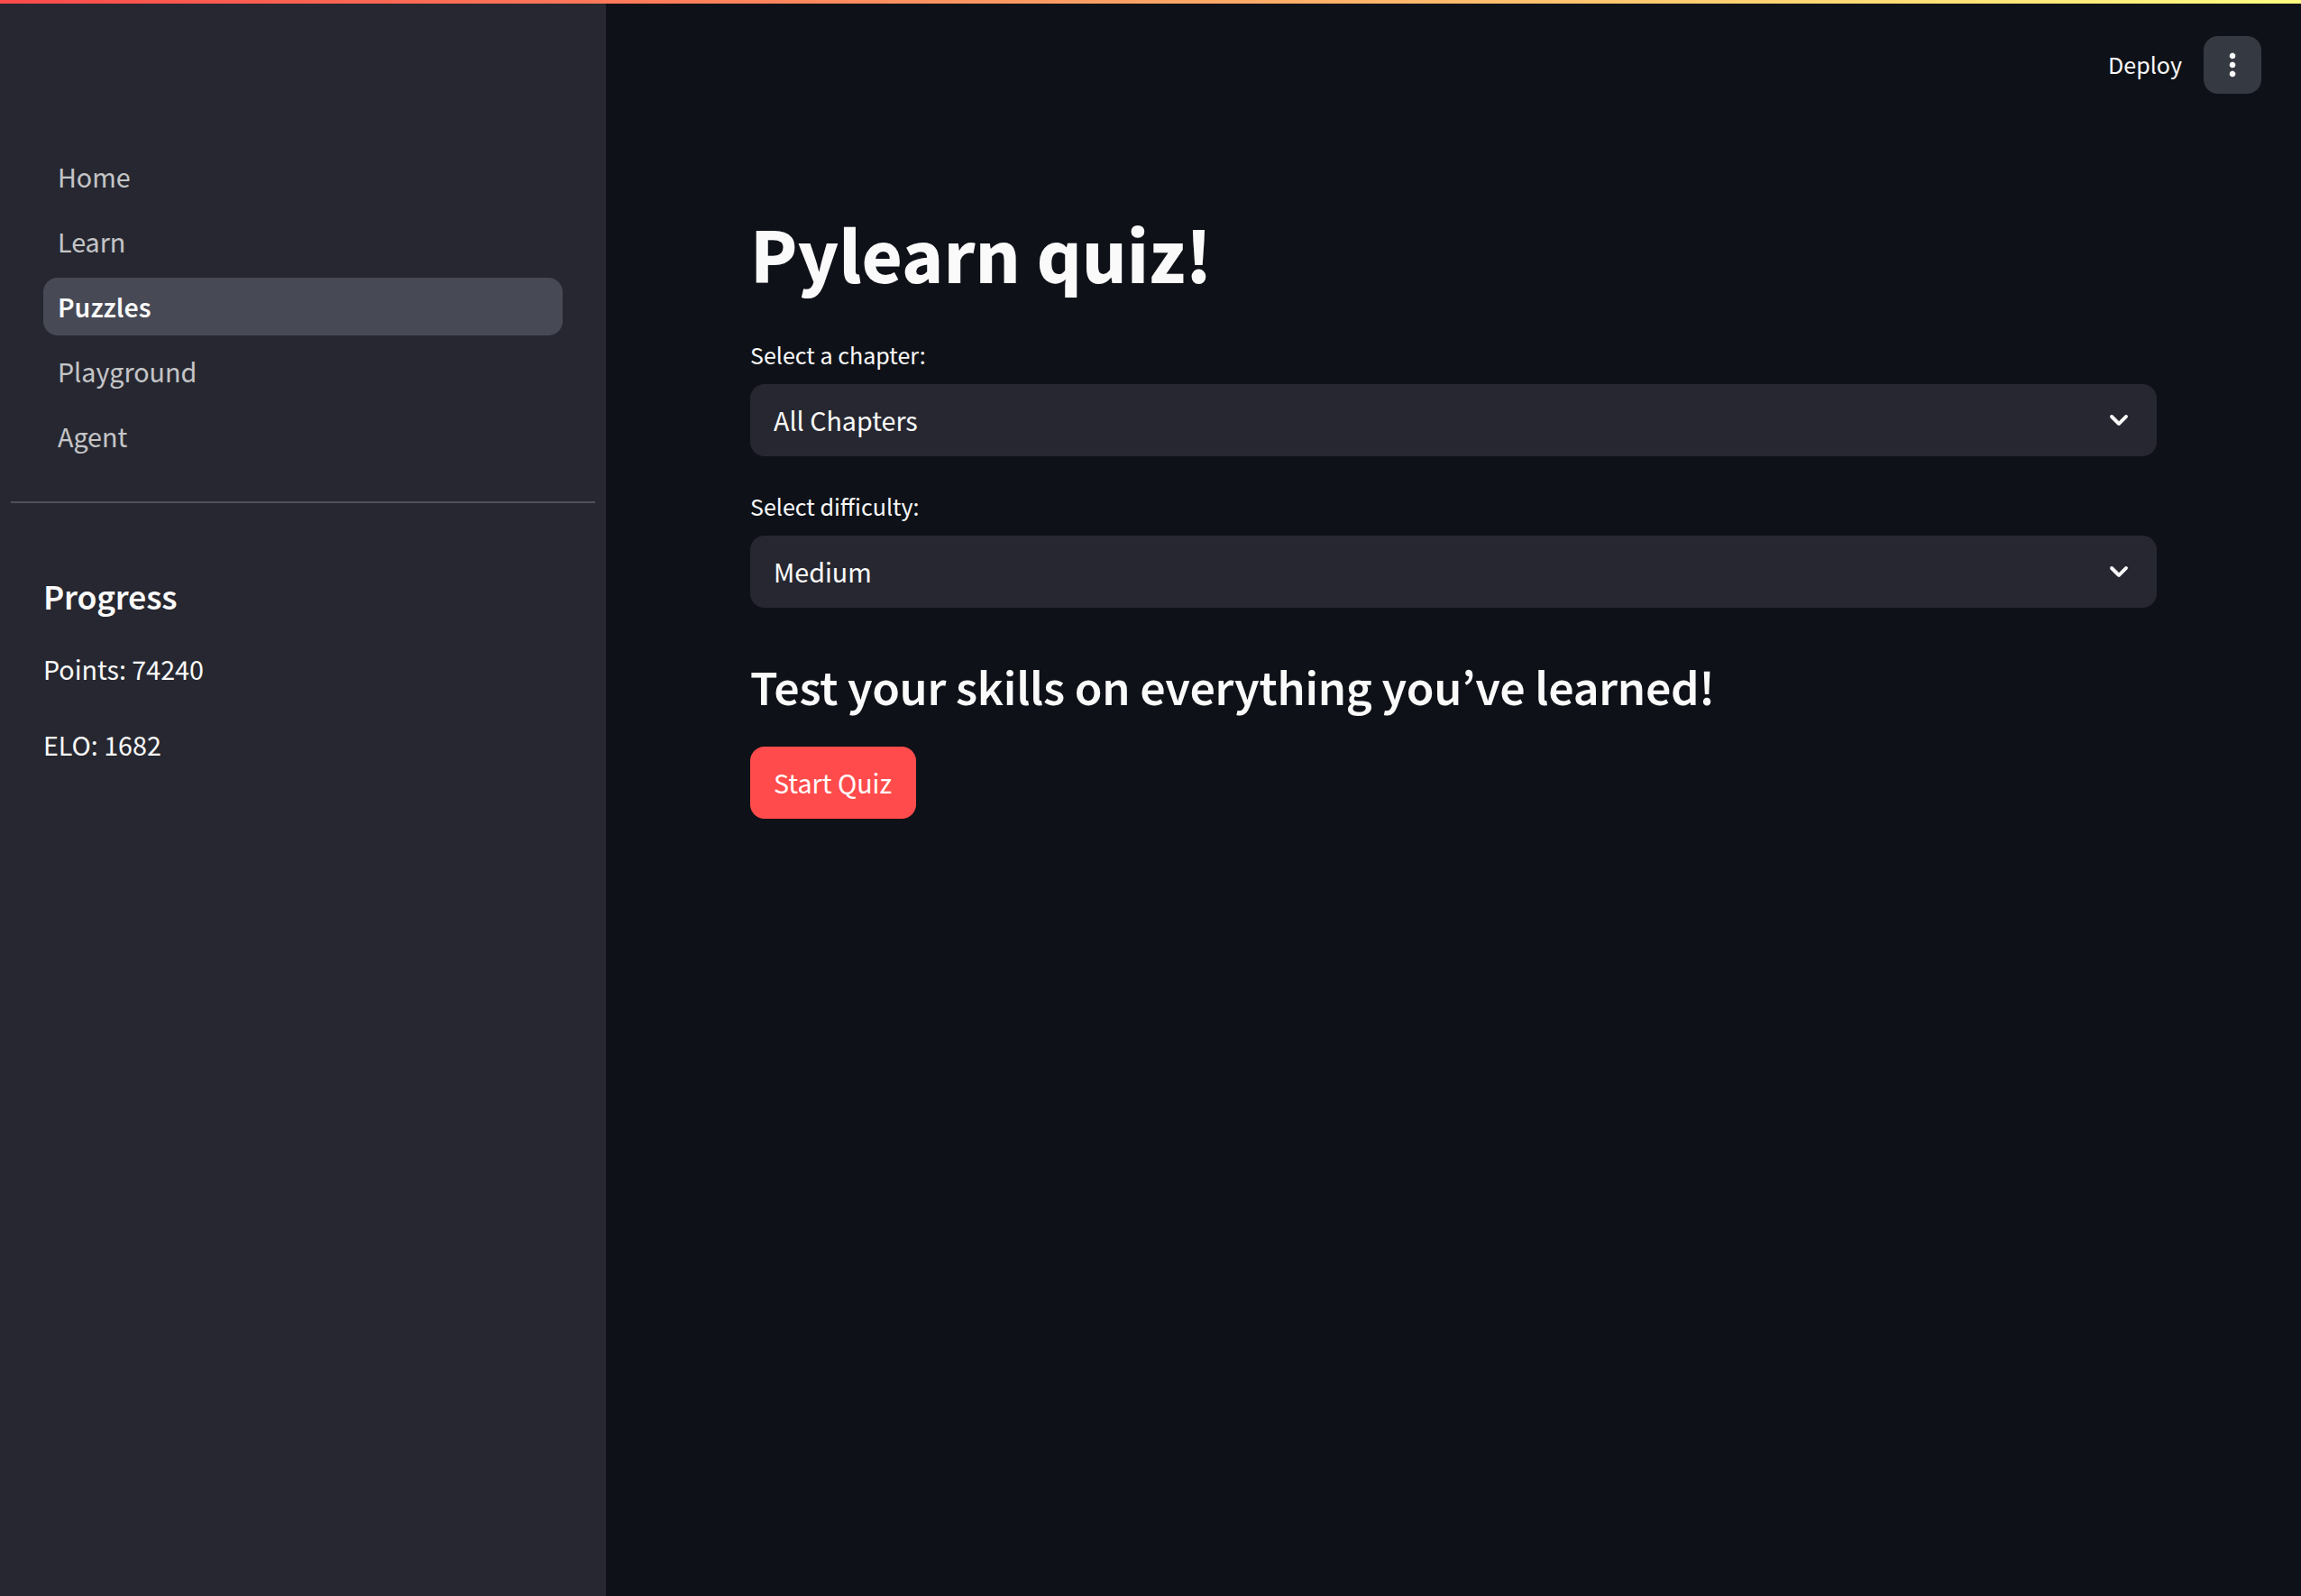 Deploy
Home
Learn
Puzzles
Playground
Agent
Progress
Points: 74240
ELO: 1682
Pylearn quiz!
Select a chapter:
All Chapters
Select difficulty:
Medium
Test your skills on everything you’ve learned!
Start Quiz